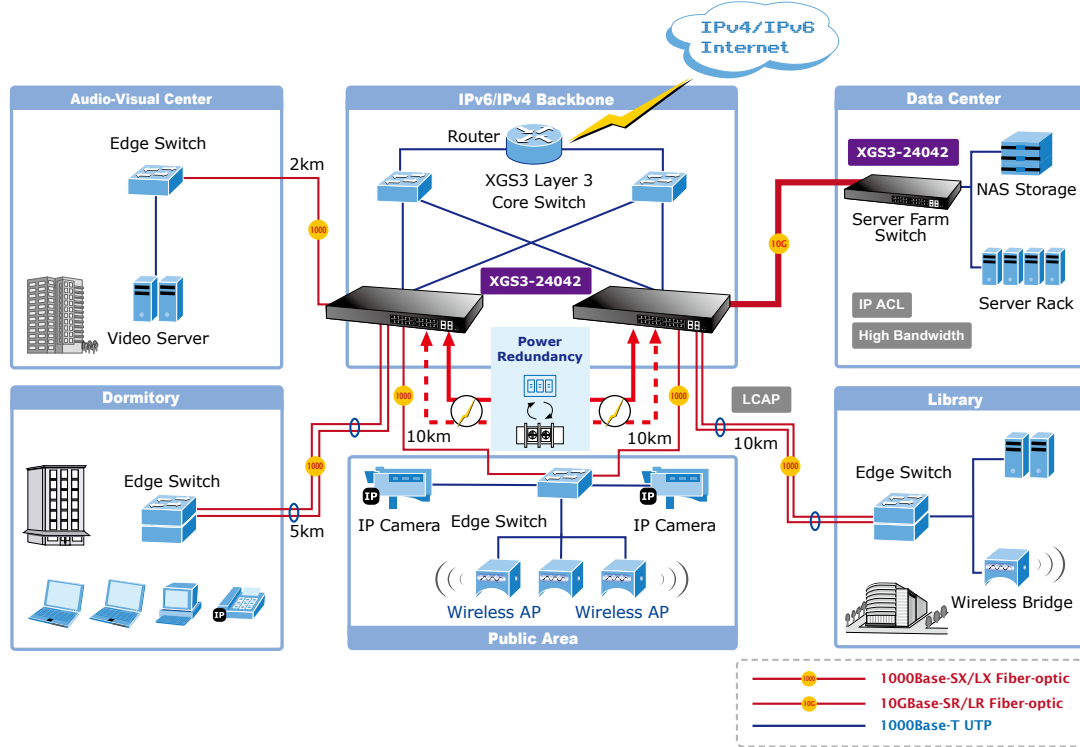 IPv4/IPv6
Internet
Audio-Visual Center
Edge Switch
2km
1000
Video Server
IPv6/IPv4 Backbone
Router
XGS3 Layer 3
Core Switch
XGS3-24042
Power
Redundancy
10G
Data Center
XGS3-24042
NAS Storage
Server Farm
Switch
Server Rack
IP ACL
High Bandwidth
Dormitory
Edge Switch
1000
5km
IP
1000
10km
1000
10km
LCAP
10km
1000
IP
IP Camera
Edge Switch
IP
IP Camera
Wireless AP
Wireless AP
Public Area
Library
Edge Switch
Wireless Bridge
1000
1000Base-SX/LX Fiber-optic
10G
10GBase-SR/LR Fiber-optic
1000Base-T UTP